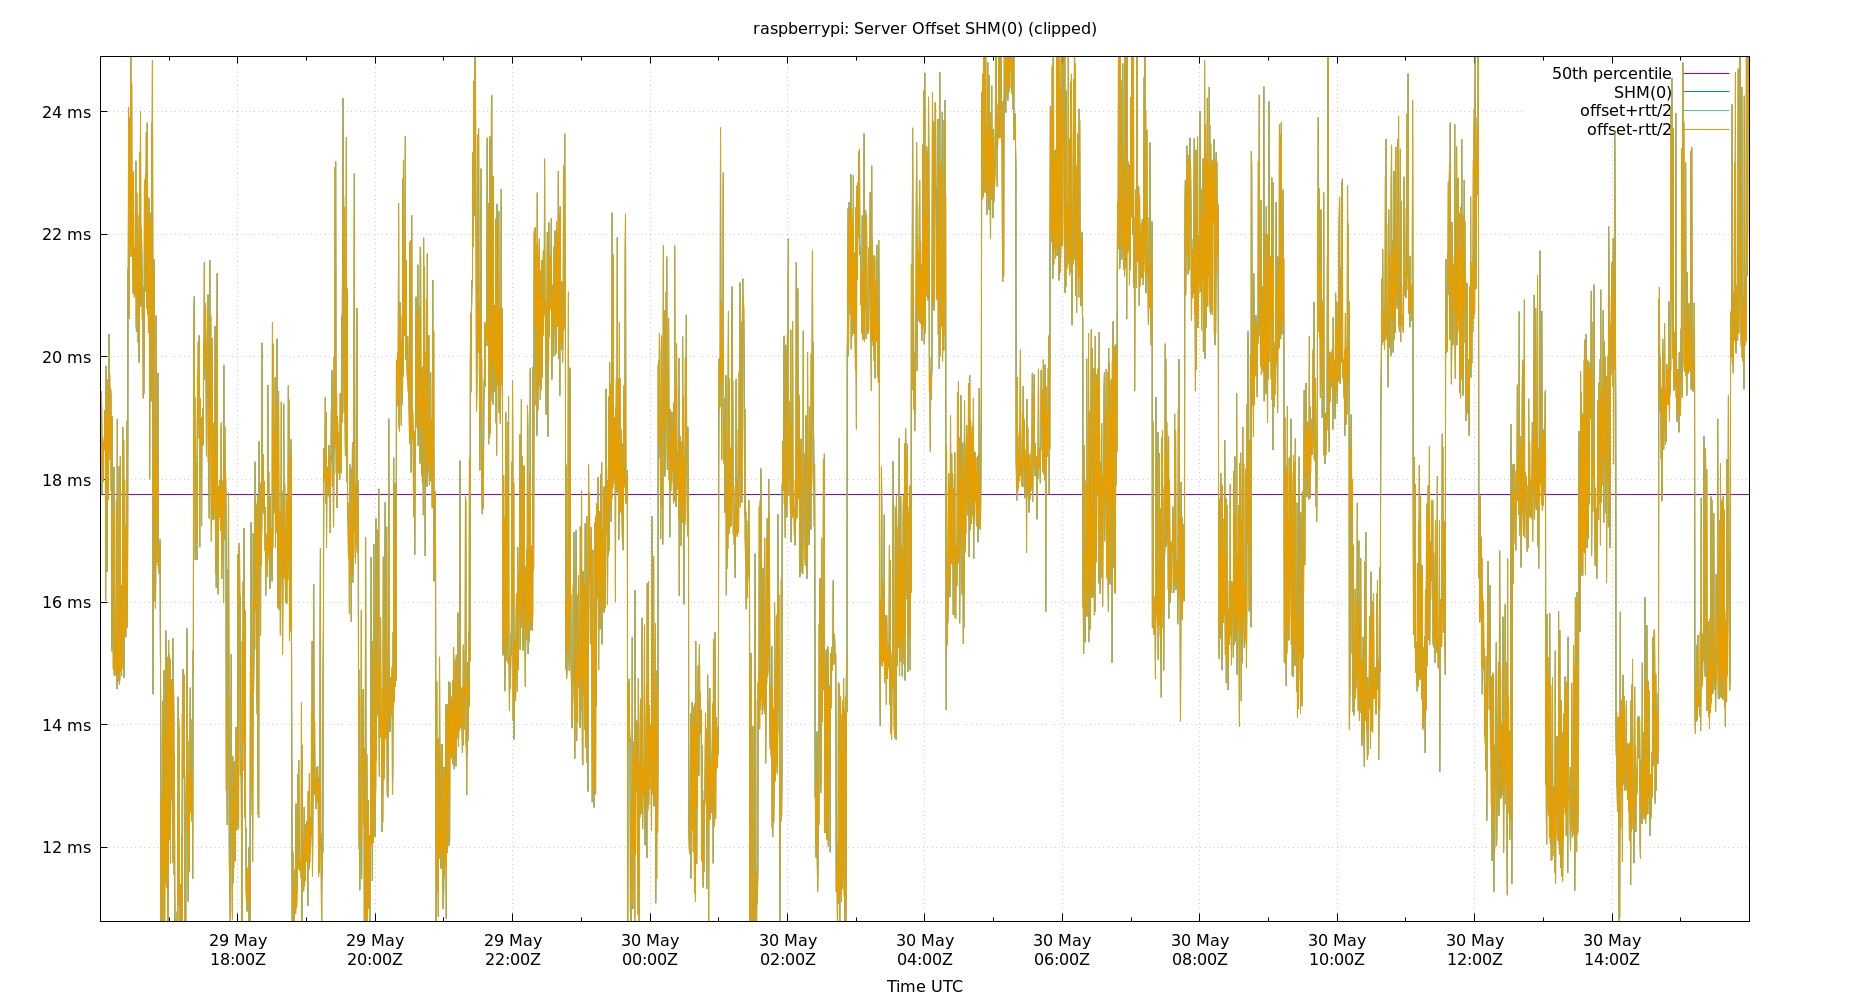 raspberrypi: Server Offset SHM(0) (clipped)
50th percentile
SHM(0)
offset+rtt/2
offset-rtt/2
24 ms
22 ms
20 ms
18 ms
16 ms
14 ms
12 ms
29 May 29 May 29 May 30 May 30 May 30 May 30 May 30 May 30 May 30 May 30 May
18:00Z 20:00Z 22:00Z 00:00Z 02:00Z 04:00Z 06:00Z 08:00Z 10:00Z 12:00Z 14:00Z
Time UTC